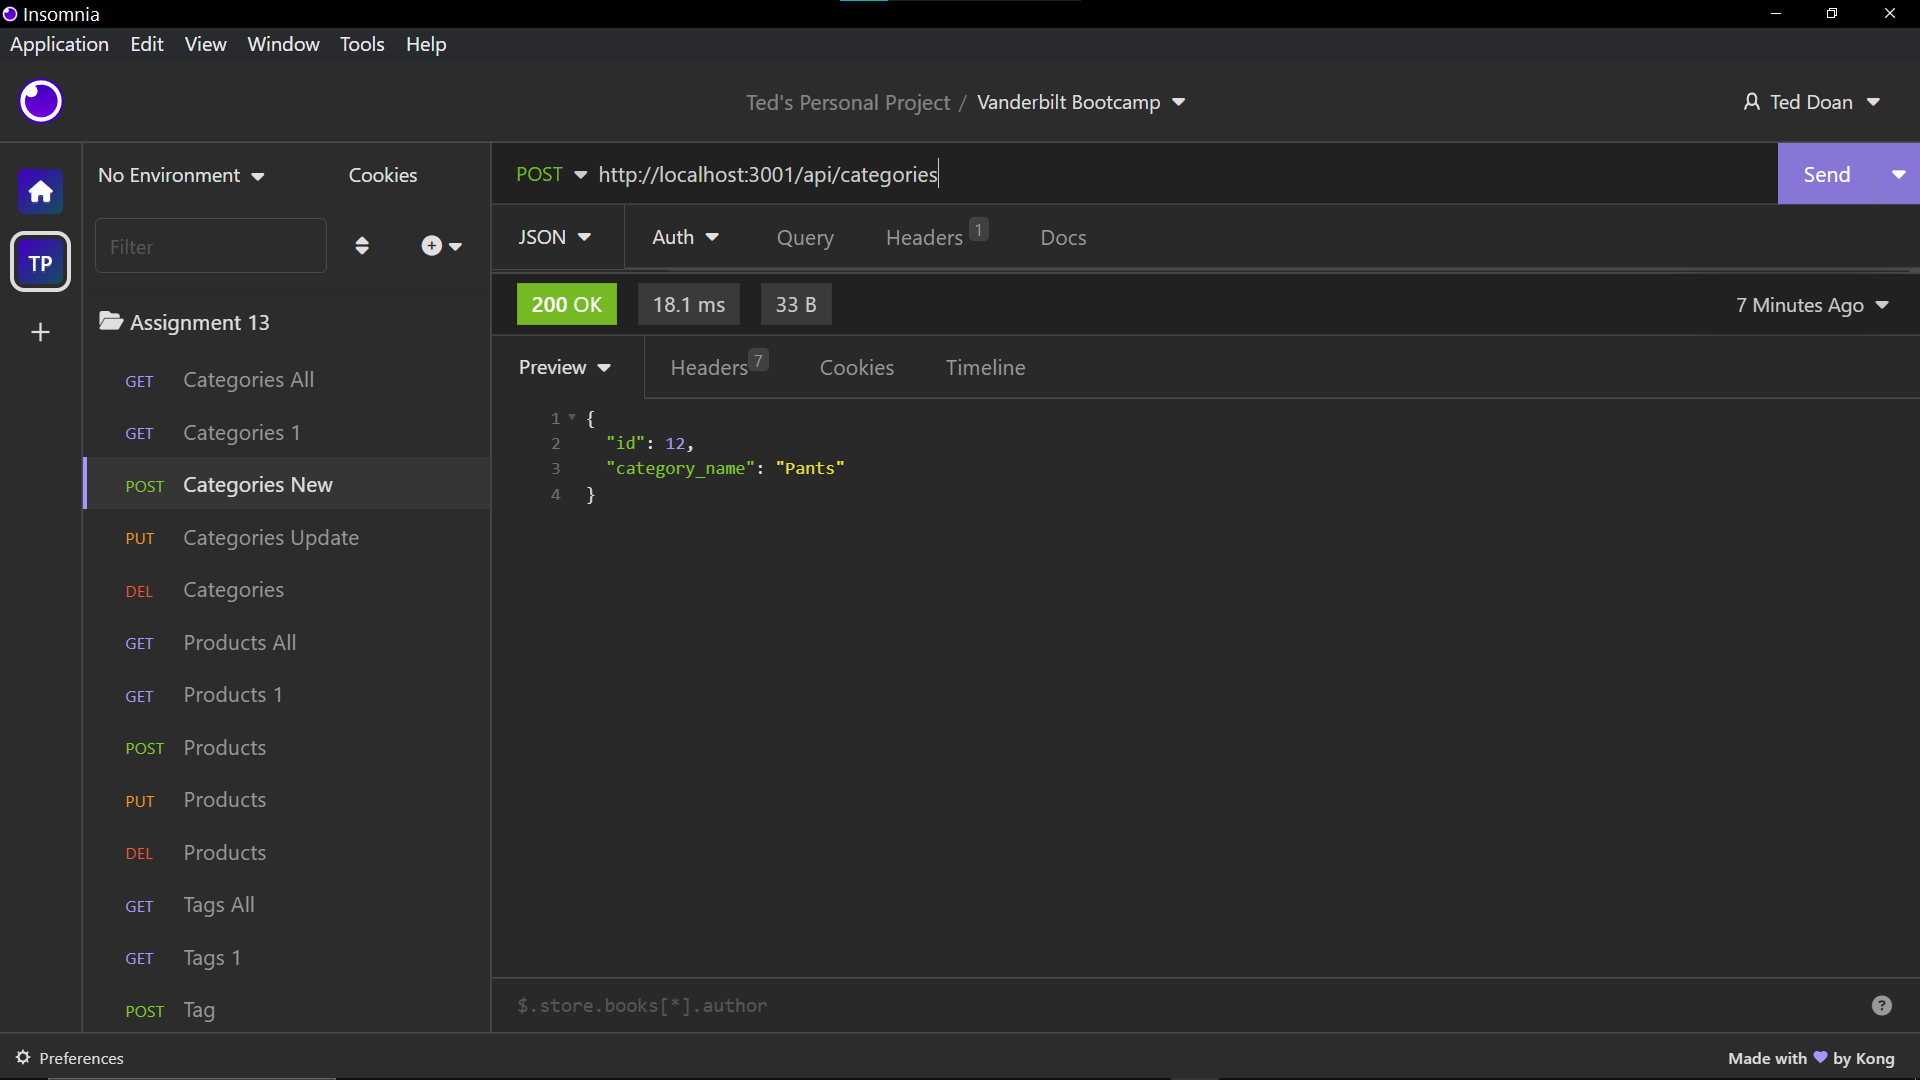 Insomnia
Application Edit View Window Tools Help
Ted's Personal Project / Vanderbilt Bootcamp
Ted Doan
TP
No Environment
Cookies
Filter
Assignment 13
GET Categories All
GET Categories 1
POST Categories New
PUT Categories Update
DEL Categories
GET Products All
GET Products 1
POST Products
PUT Products
DEL Products
GET Tags All
GET Tags 1
POST Tag
POST http://localhost:3001/api/categories
Send
JSON Auth Query Headers 1 Docs
200 OK 18.1 ms 33 B
7 Minutes Ago
Preview Headers 7 Cookies Timeline
1 {
2 "id": 12,
3 "category_name": "Pants"
4 }
$.store.books[*].author
?
Preferences
Made with 💜 by Kong